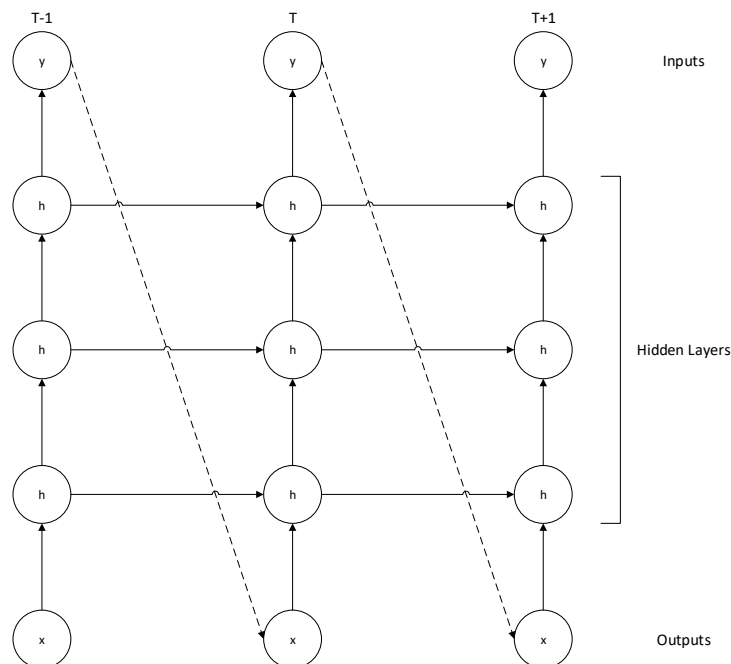 T-1 T T+1
y y y Inputs
h h h
h h h Hidden Layers
h h h
x x x Outputs